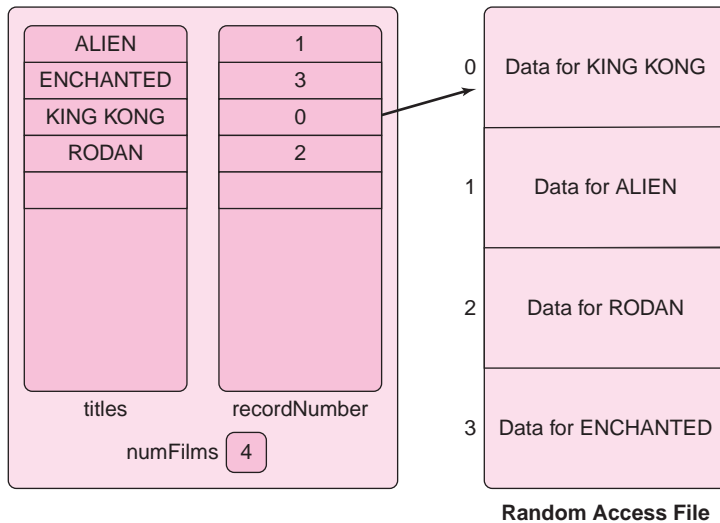 ALIEN 1
ENCHANTED 3
KING KONG 0
RODAN 2
titles recordNumber
numFilms 4
0 Data for KING KONG
1 Data for ALIEN
2 Data for RODAN
3 Data for ENCHANTED
Random Access File